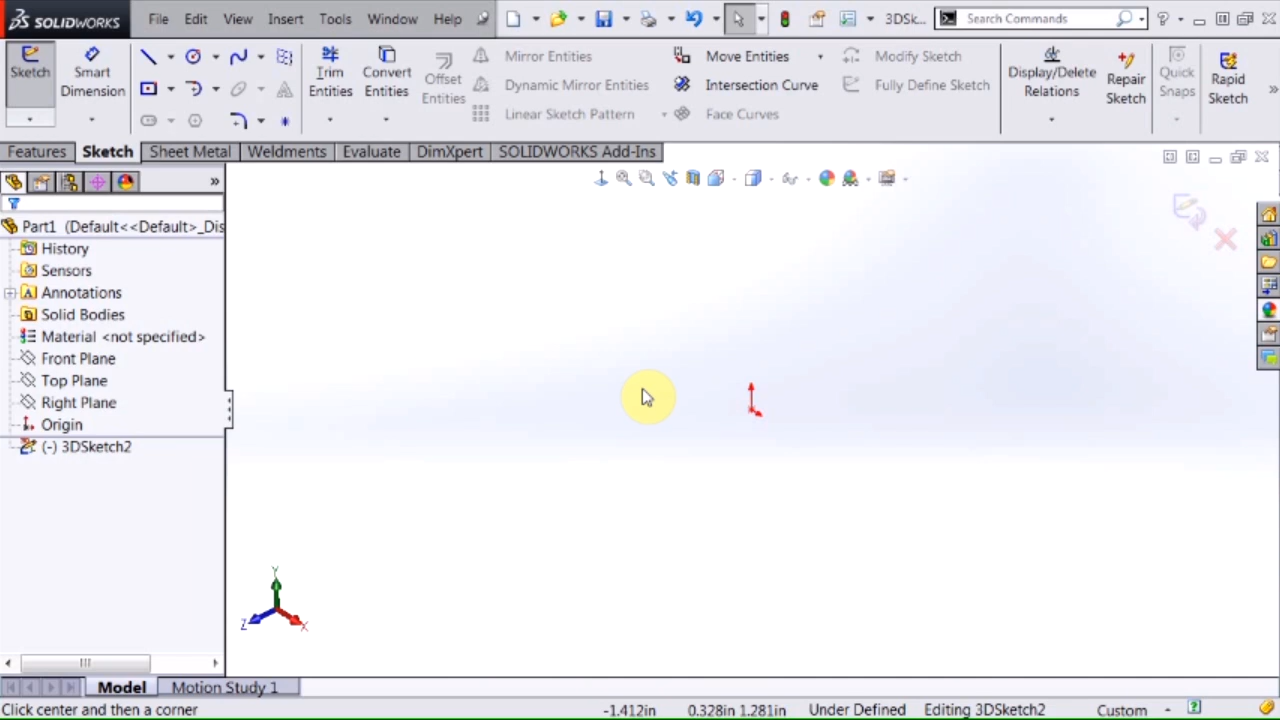 SOLIDWORKS File Edit View Insert Tools Window Help 3DSk... Search Commands
Sketch
Smart Dimension
Trim Entities
Convert Entities
Offset Entities
Mirror Entities
Dynamic Mirror Entities
Linear Sketch Pattern
Move Entities
Intersection Curve
Face Curves
Modify Sketch
Fully Define Sketch
Display/Delete Relations
Repair Sketch
Quick Snaps
Rapid Sketch
Features Sketch Sheet Metal Weldments Evaluate DimXpert SOLIDWORKS Add-Ins
Part1 (Default<<Default>_Dis
History
Sensors
Annotations
Solid Bodies
Material <not specified>
Front Plane
Top Plane
Right Plane
Origin
(-) 3DSketch2
Y
Z X
Model Motion Study 1
Click center and then a corner -1.412in 0.328in 1.281in Under Defined Editing 3DSketch2 Custom